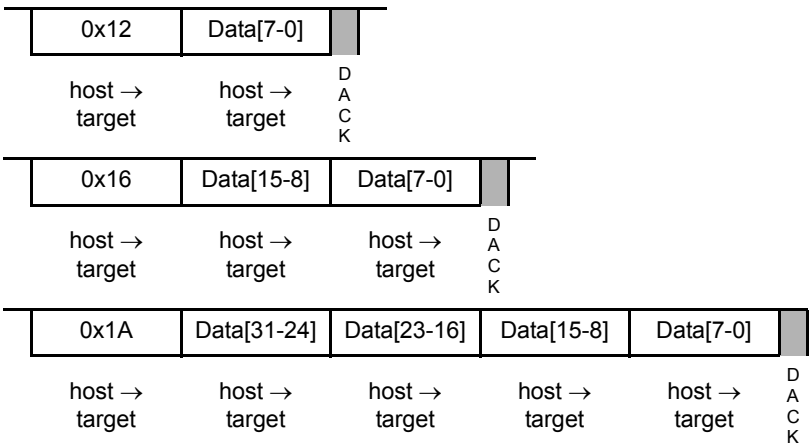 0x12 Data[7-0]
host → host → D
target target A
C
K
0x16 Data[15-8] Data[7-0]
host → host → host → D
target target target A
C
K
0x1A Data[31-24] Data[23-16] Data[15-8] Data[7-0]
host → host → host → host → host → D
target target target target target A
C
K